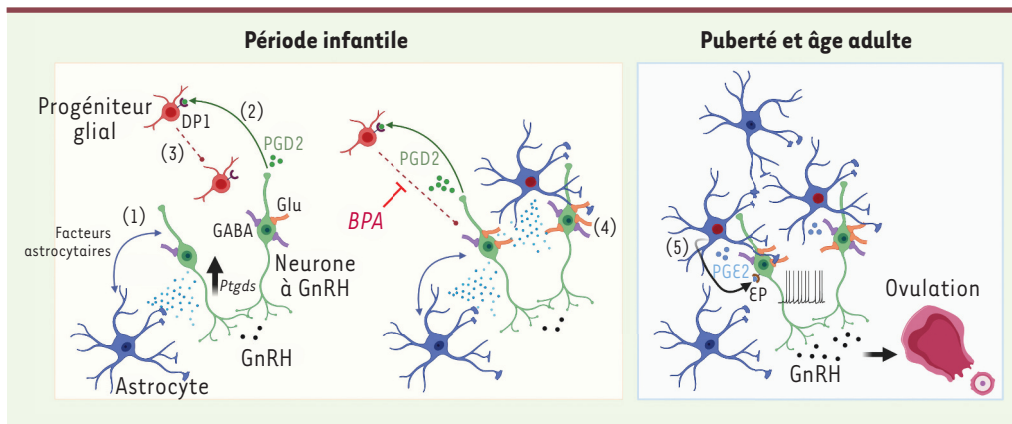 Période infantile
Puberté et âge adulte
Progéniteur
glial
DP1
(2)
(3)
PGD2
(1)
Glu
GABA
Facteurs
astrocytaires
Ptgds
Neurone
à GnRH
GnRH
Astrocyte
PGD2
BPA
(4)
(5)
PGE2
EP
GnRH
Ovulation